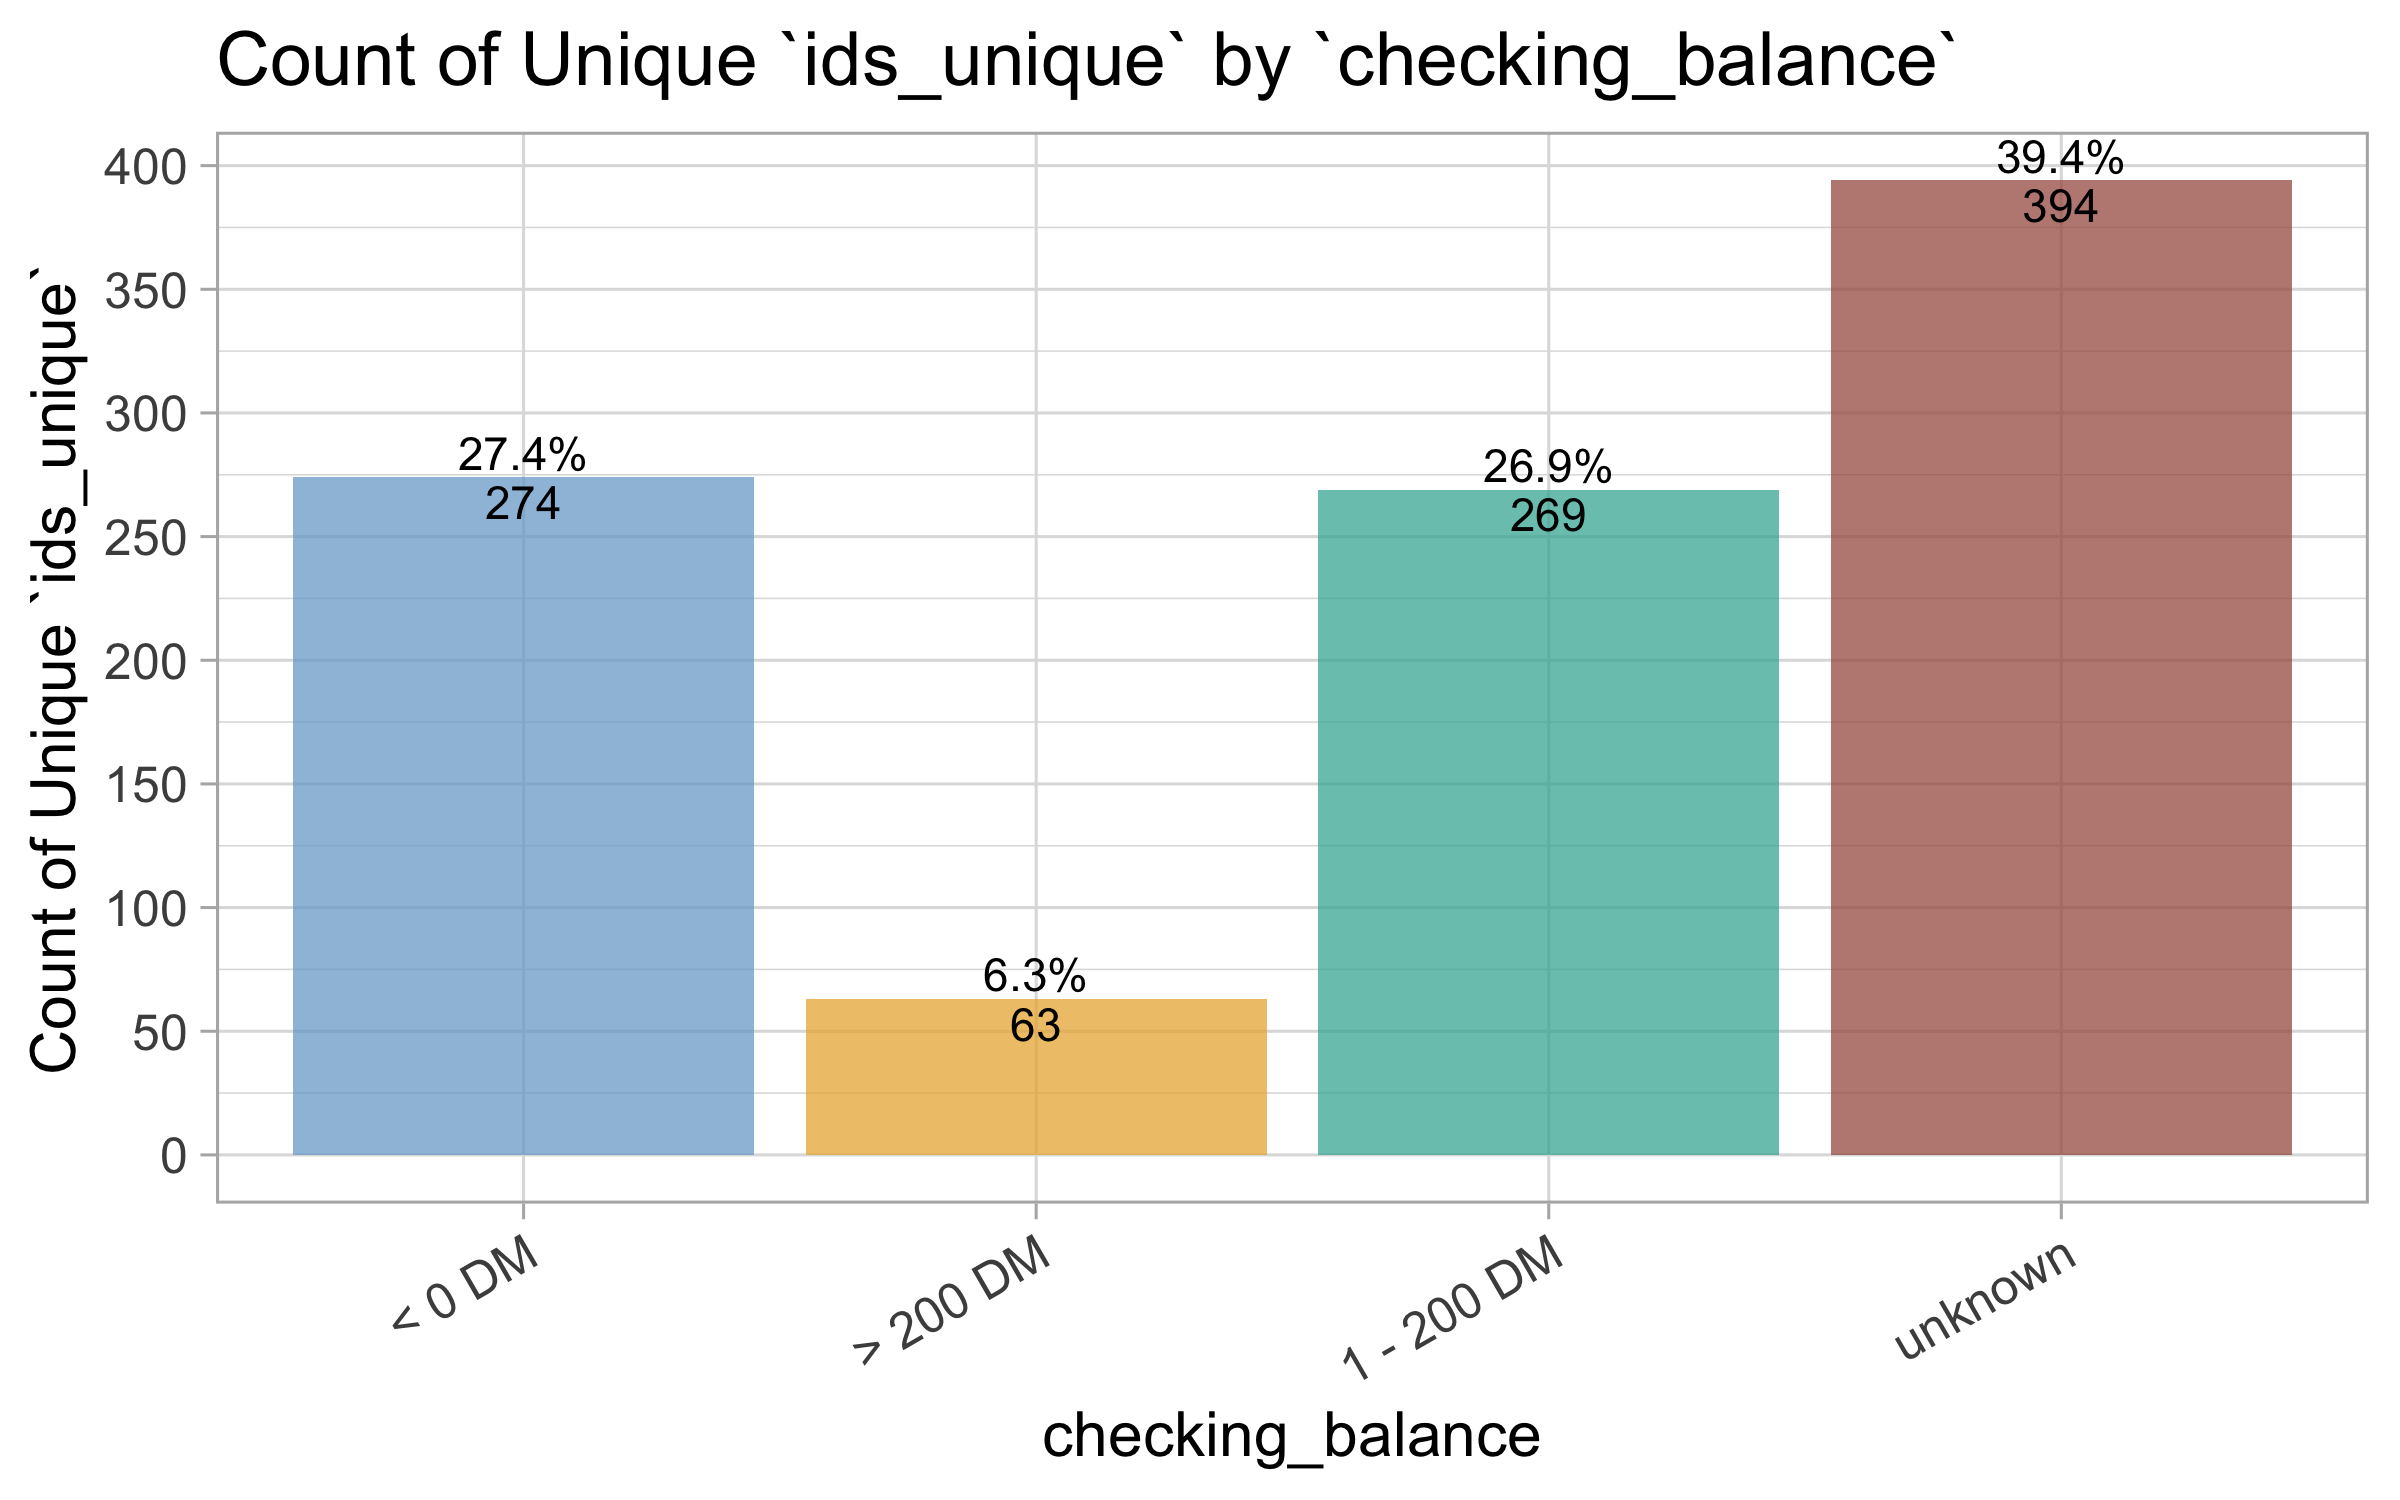 Count of Unique `ids_unique` by `checking_balance`
Count of Unique `ids_unique`
400
350
300
250
200
150
100
50
0
27.4%
274
6.3%
63
26.9%
269
39.4%
394
< 0 DM
> 200 DM
1 - 200 DM
unknown
checking_balance